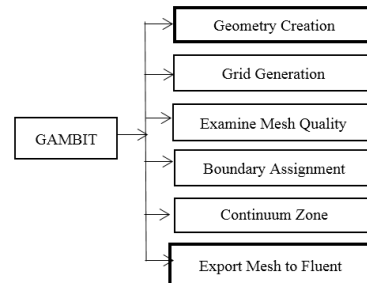 Geometry Creation
Grid Generation
Examine Mesh Quality
GAMBIT
Boundary Assignment
Continuum Zone
Export Mesh to Fluent